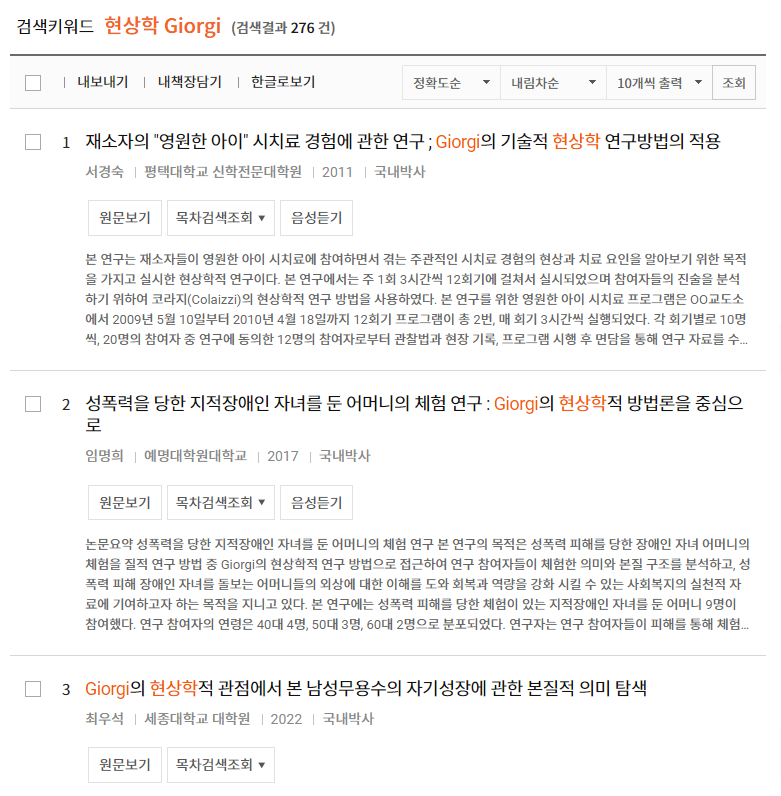 검색키워드 현상학 Giorgi (검색결과 276 건)
내보내기 | 내책장담기 | 한글로보기 정확도순 내림차순 10개씩 출력 조회
1 재소자의 "영원한 아이" 시치료 경험에 관한 연구 ; Giorgi의 기술적 현상학 연구방법의 적용
서경숙 | 평택대학교 신학전문대학원 | 2011 | 국내박사
원문보기 목차검색조회 ▼ 음성듣기
본 연구는 재소자들이 영원한 아이 시치료에 참여하면서 겪는 주관적인 시치료 경험의 현상과 치료 요인을 알아보기 위한 목적
을 가지고 실시한 현상학적 연구이다. 본 연구에서는 주 1회 3시간씩 12회기에 걸쳐서 실시되었으며 참여자들의 진술을 분석
하기 위하여 코라지(Colaizzi)의 현상학적 연구 방법을 사용하였다. 본 연구를 위한 영원한 아이 시치료 프로그램은 OO교도소
에서 2009년 5월 10일부터 2010년 4월 18일까지 12회기 프로그램이 총 2번, 매 회기 3시간씩 실행되었다. 각 회기별로 10명
씩, 20명의 참여자 중 연구에 동의한 12명의 참여자로부터 관찰법과 현장 기록, 프로그램 시행 후 면담을 통해 연구 자료를 수...
2 성폭력을 당한 지적장애인 자녀를 둔 어머니의 체험 연구 : Giorgi의 현상학적 방법론을 중심으
로
임명희 | 예명대학원대학교 | 2017 | 국내박사
원문보기 목차검색조회 ▼ 음성듣기
논문요약 성폭력을 당한 지적장애인 자녀를 둔 어머니의 체험 연구 본 연구의 목적은 성폭력 피해를 당한 장애인 자녀 어머니의
체험을 질적 연구 방법 중 Giorgi의 현상학적 연구 방법으로 접근하여 연구 참여자들이 체험한 의미와 본질 구조를 분석하고, 성
폭력 피해 장애인 자녀를 돌보는 어머니들의 외상에 대한 이해를 도와 회복과 역량을 강화 시킬 수 있는 사회복지의 실천적 자
료에 기여하고자 하는 목적을 지니고 있다. 본 연구에는 성폭력 피해를 당한 체험이 있는 지적장애인 자녀를 둔 어머니 9명이
참여했다. 연구 참여자의 연령은 40대 4명, 50대 3명, 60대 2명으로 분포되었다. 연구자는 연구 참여자들이 피해를 통해 체험...
3 Giorgi의 현상학적 관점에서 본 남성무용수의 자기성장에 관한 본질적 의미 탐색
최우석 | 세종대학교 대학원 | 2022 | 국내박사
원문보기 목차검색조회 ▼